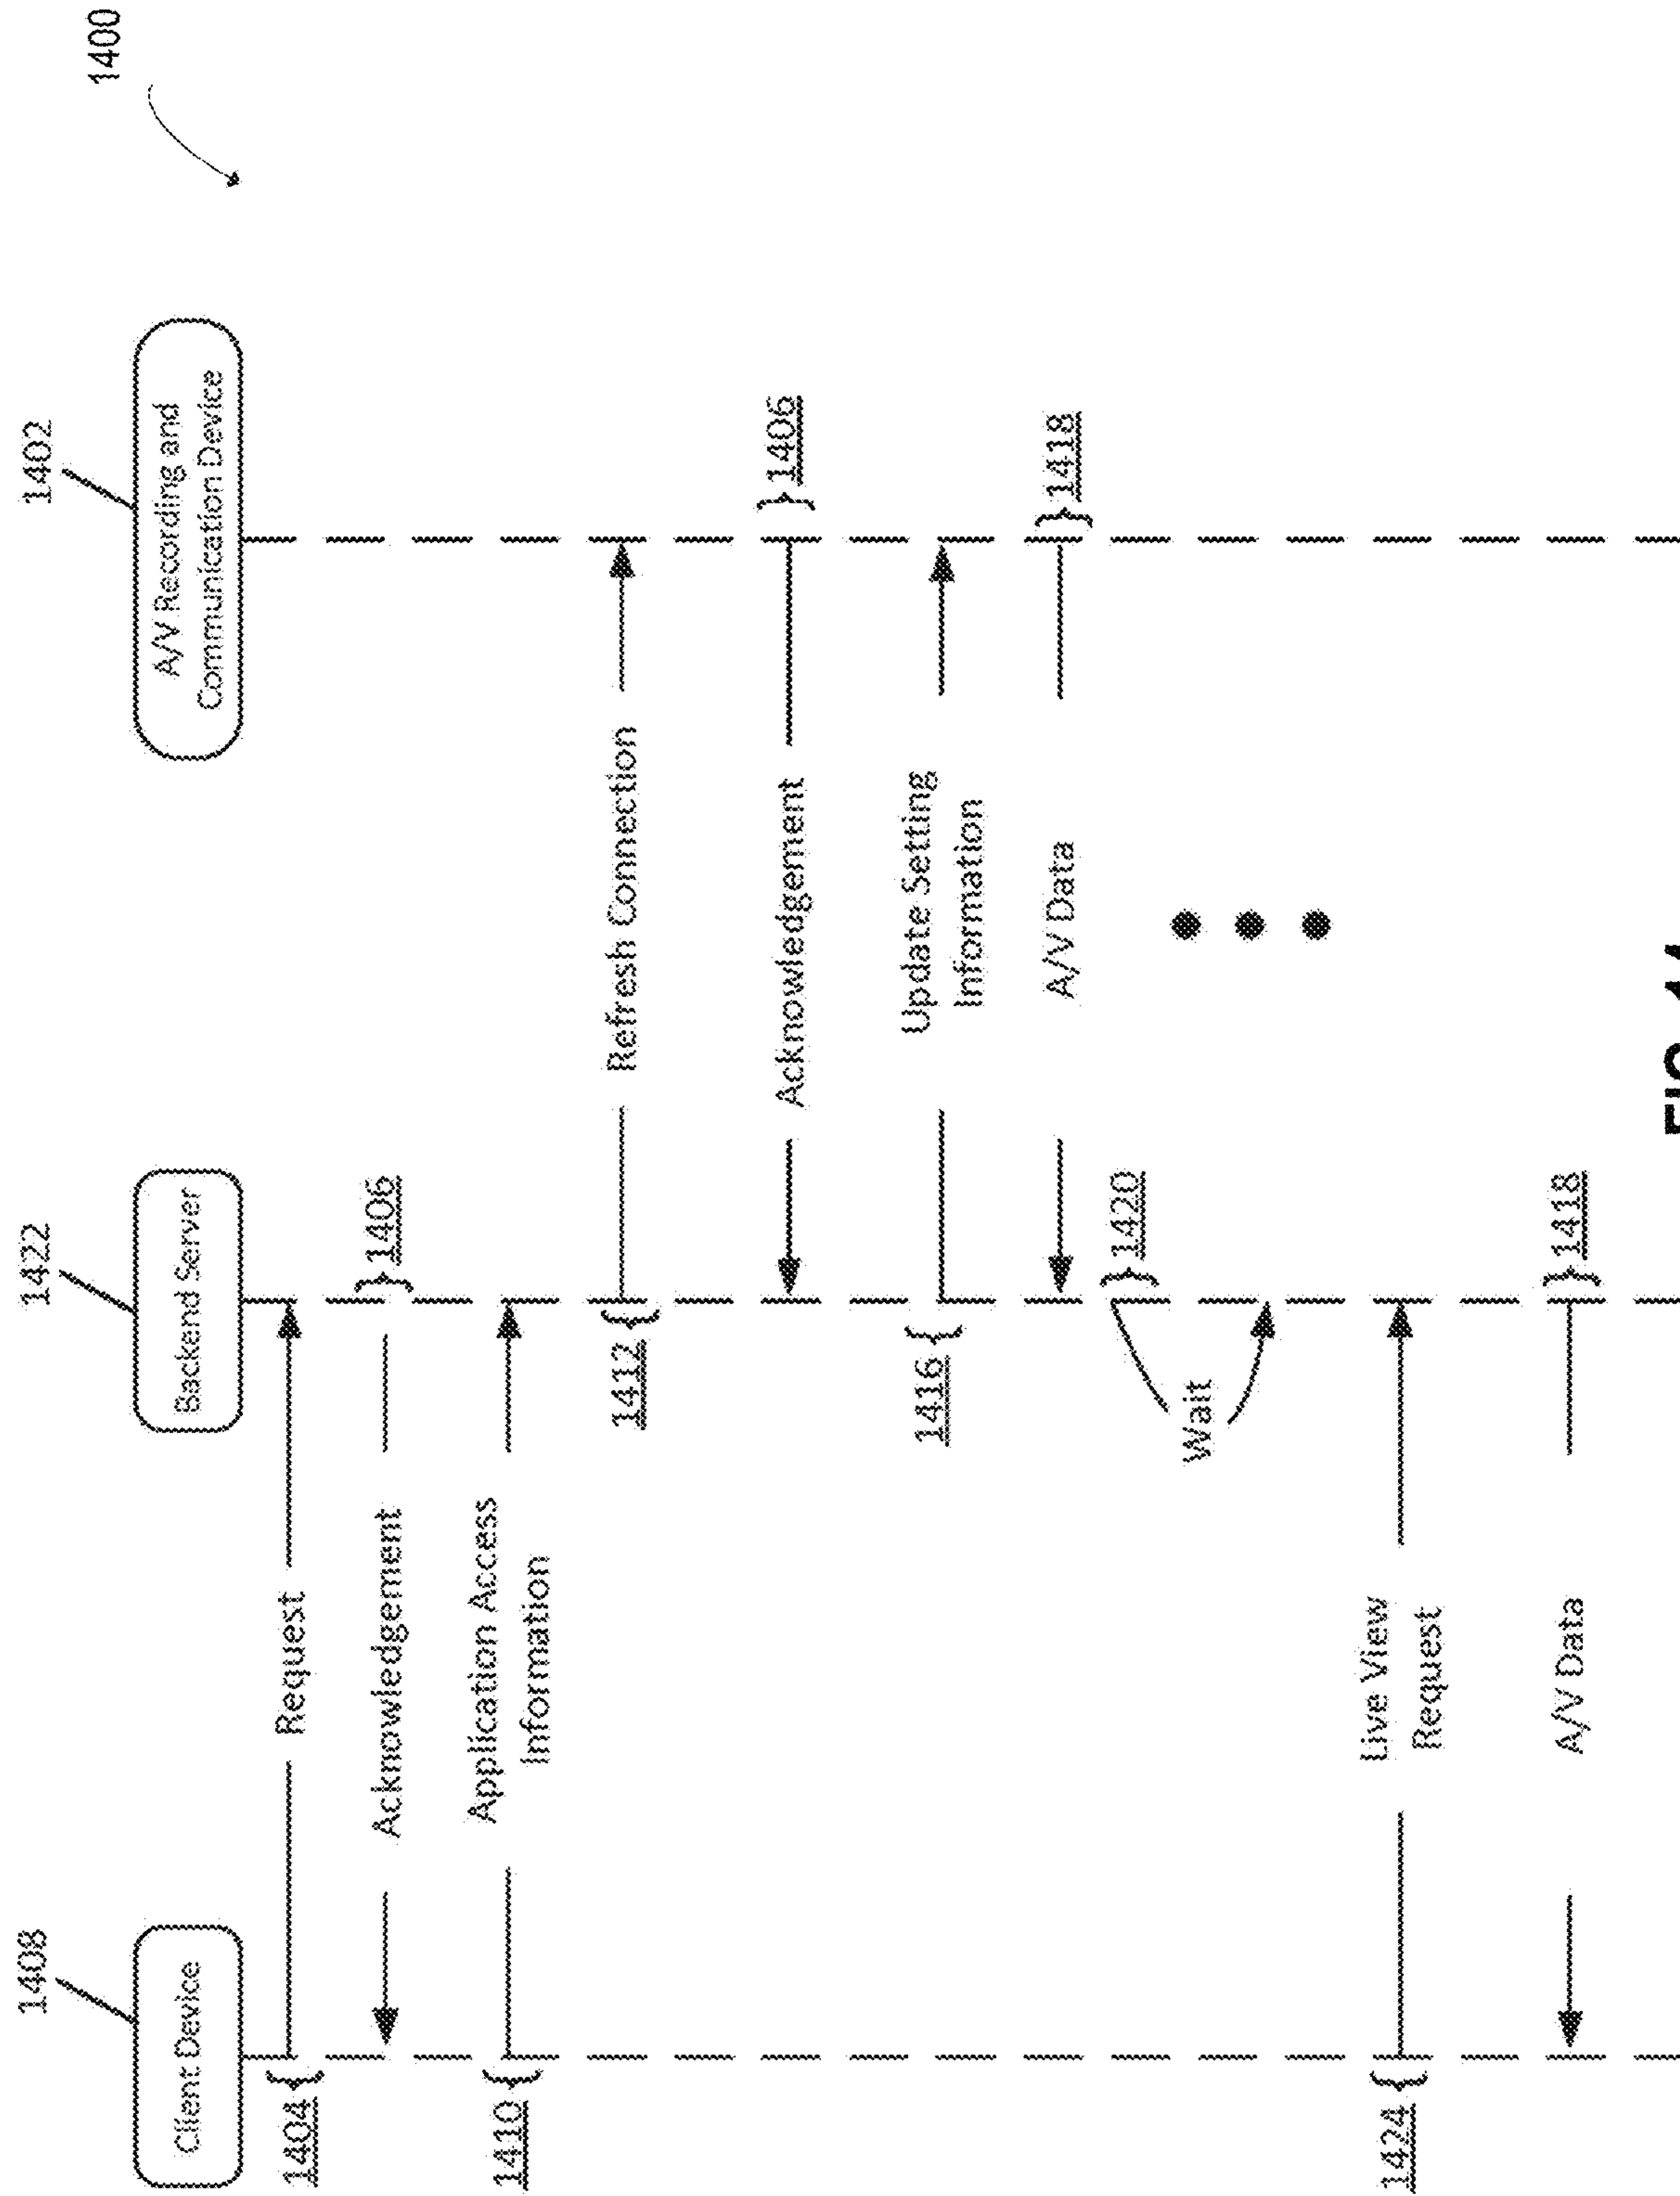 1400
1408
1422
1402
Client Device
Backend Server
A/V Recording and
Communication Device
1404
Request
Acknowledgement
1406
1410
Application Access
Information
1412
Refresh Connection
Acknowledgement
1406
1416
Update Setting
Information
A/V Data
1418
1420
Wait
1424
Live View
Request
A/V Data
1418
FIG. 14